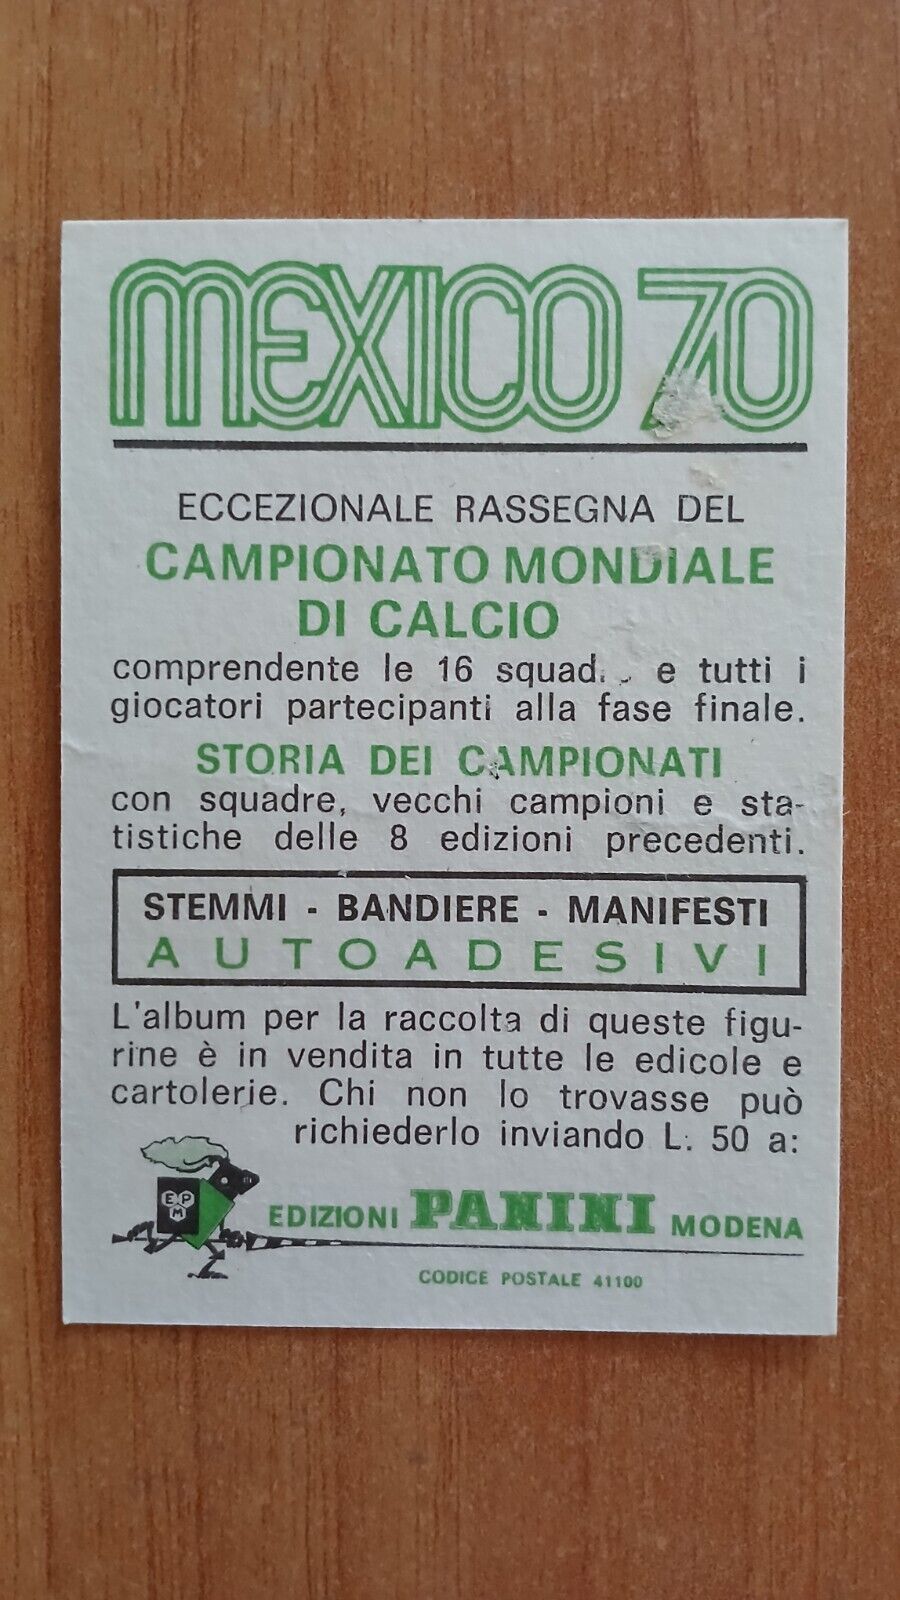 MEXICO 70
ECCEZIONALE RASSEGNA DEL
CAMPIONATO MONDIALE
DI CALCIO
comprendente le 16 squad. e tutti i
giocatori partecipanti alla fase finale.
STORIA DEI CAMPIONATI
con squadre, vecchi campioni e sta-
tistiche delle 8 edizioni precedenti.
STEMMI - BANDIERE - MANIFESTI
AUTOADESIVI
L'album per la raccolta di queste figu-
rine è in vendita in tutte le edicole e
cartolerie. Chi non lo trovasse può
richiederlo inviando L. 50 a:
EPM
EDIZIONI PANINI MODENA
CODICE POSTALE 41100